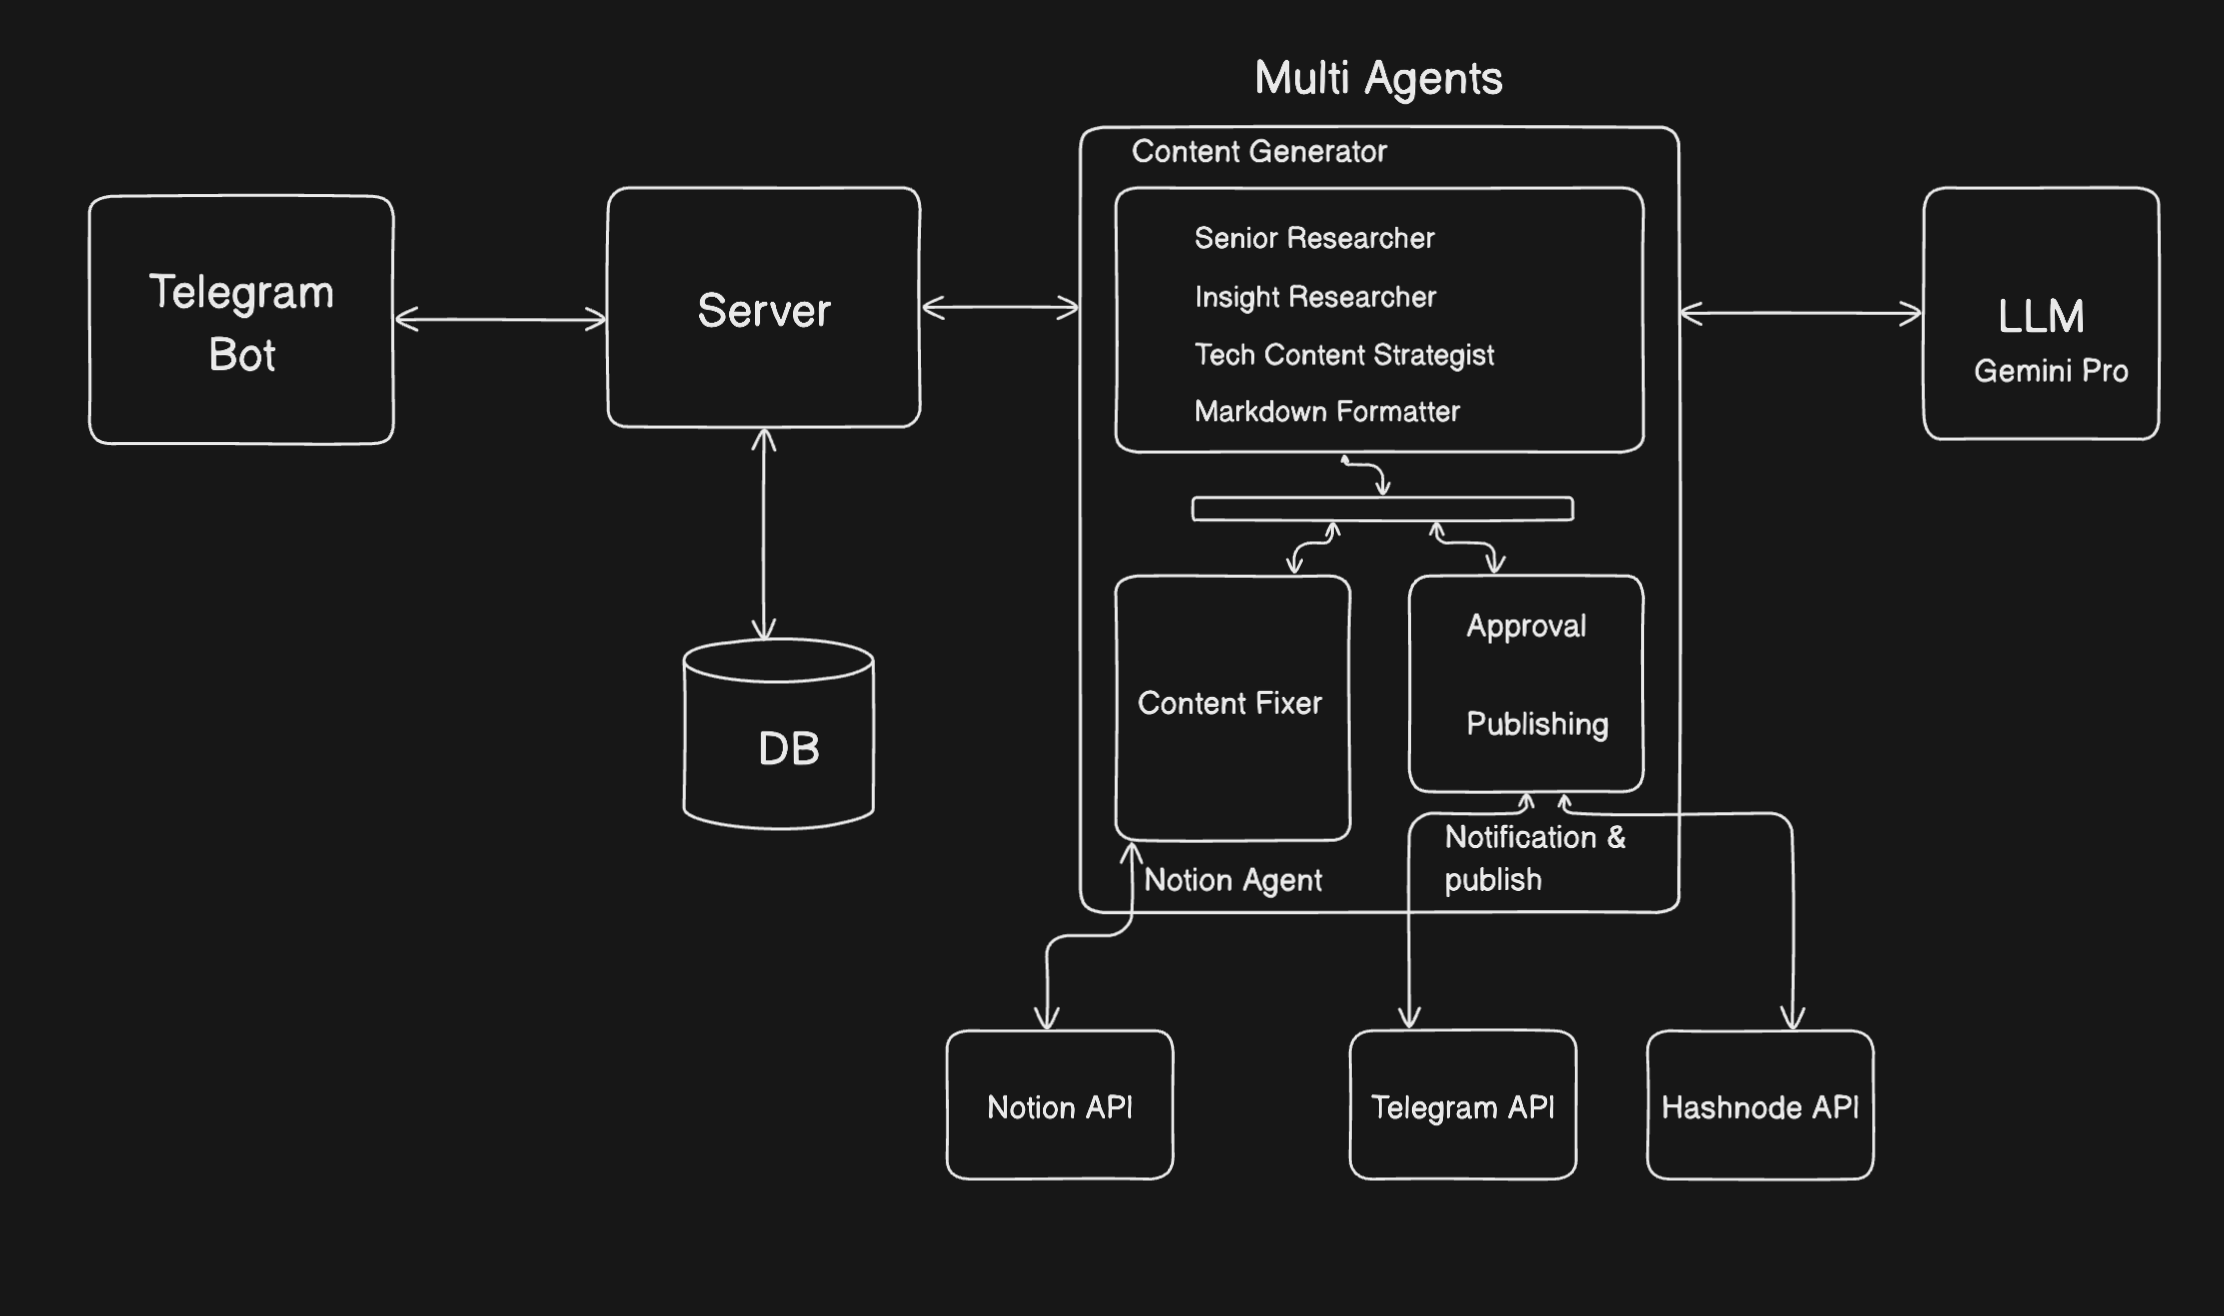 Multi Agents
Content Generator
Telegram
Bot
Server
Senior Researcher
Insight Researcher
Tech Content Strategist
Markdown Formatter
LLM
Gemini Pro
DB
Content Fixer
Approval
Publishing
Notion Agent
Notification &
publish
Notion API
Telegram API
Hashnode API